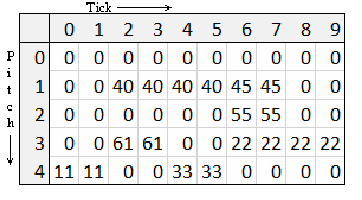 Tick
0 1 2 3 4 5 6 7 8 9
Pitch
0 0 0 0 0 0 0 0 0 0 0
1 0 0 40 40 40 40 45 45 0 0
2 0 0 0 0 0 0 55 55 0 0
3 0 0 61 61 0 0 22 22 22 22
4 11 11 0 0 33 33 0 0 0 0